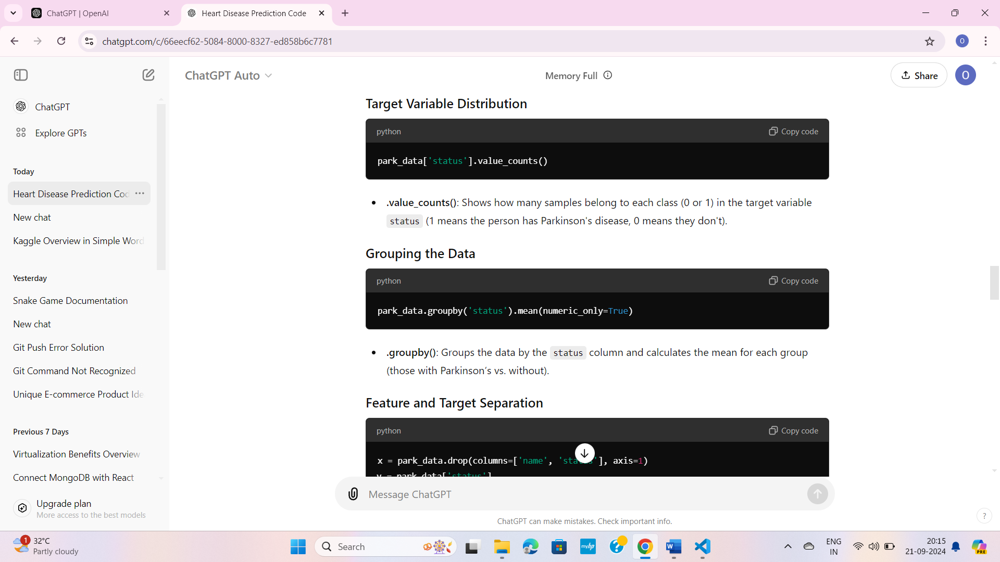 ChatGPT | OpenAI
Heart Disease Prediction Code
chatgpt.com/c/66eecf62-5084-8000-8327-ed858b6c7781
O
ChatGPT Auto
Memory Full
Share
O
ChatGPT
Explore GPTs
Today
Heart Disease Prediction Cod
New chat
Kaggle Overview in Simple Word
Yesterday
Snake Game Documentation
New chat
Git Push Error Solution
Git Command Not Recognized
Unique E-commerce Product Ide
Previous 7 Days
Virtualization Benefits Overview
Connect MongoDB with React
Upgrade plan
More access to the best models
Target Variable Distribution
python
Copy code
park_data['status'].value_counts()
.value_counts(): Shows how many samples belong to each class (0 or 1) in the target variable
status (1 means the person has Parkinson's disease, 0 means they don't).
Grouping the Data
python
Copy code
park_data.groupby('status').mean(numeric_only=True)
.groupby(): Groups the data by the status column and calculates the mean for each group
(those with Parkinson’s vs. without).
Feature and Target Separation
python
Copy code
x = park_data.drop(columns=['name', 'status'], axis=1)
y = park_data['status']
Message ChatGPT
ChatGPT can make mistakes. Check important info.
?
1
32°C
Partly cloudy
Search
myhp
W
ENG
IN
20:15
21-09-2024
PRE